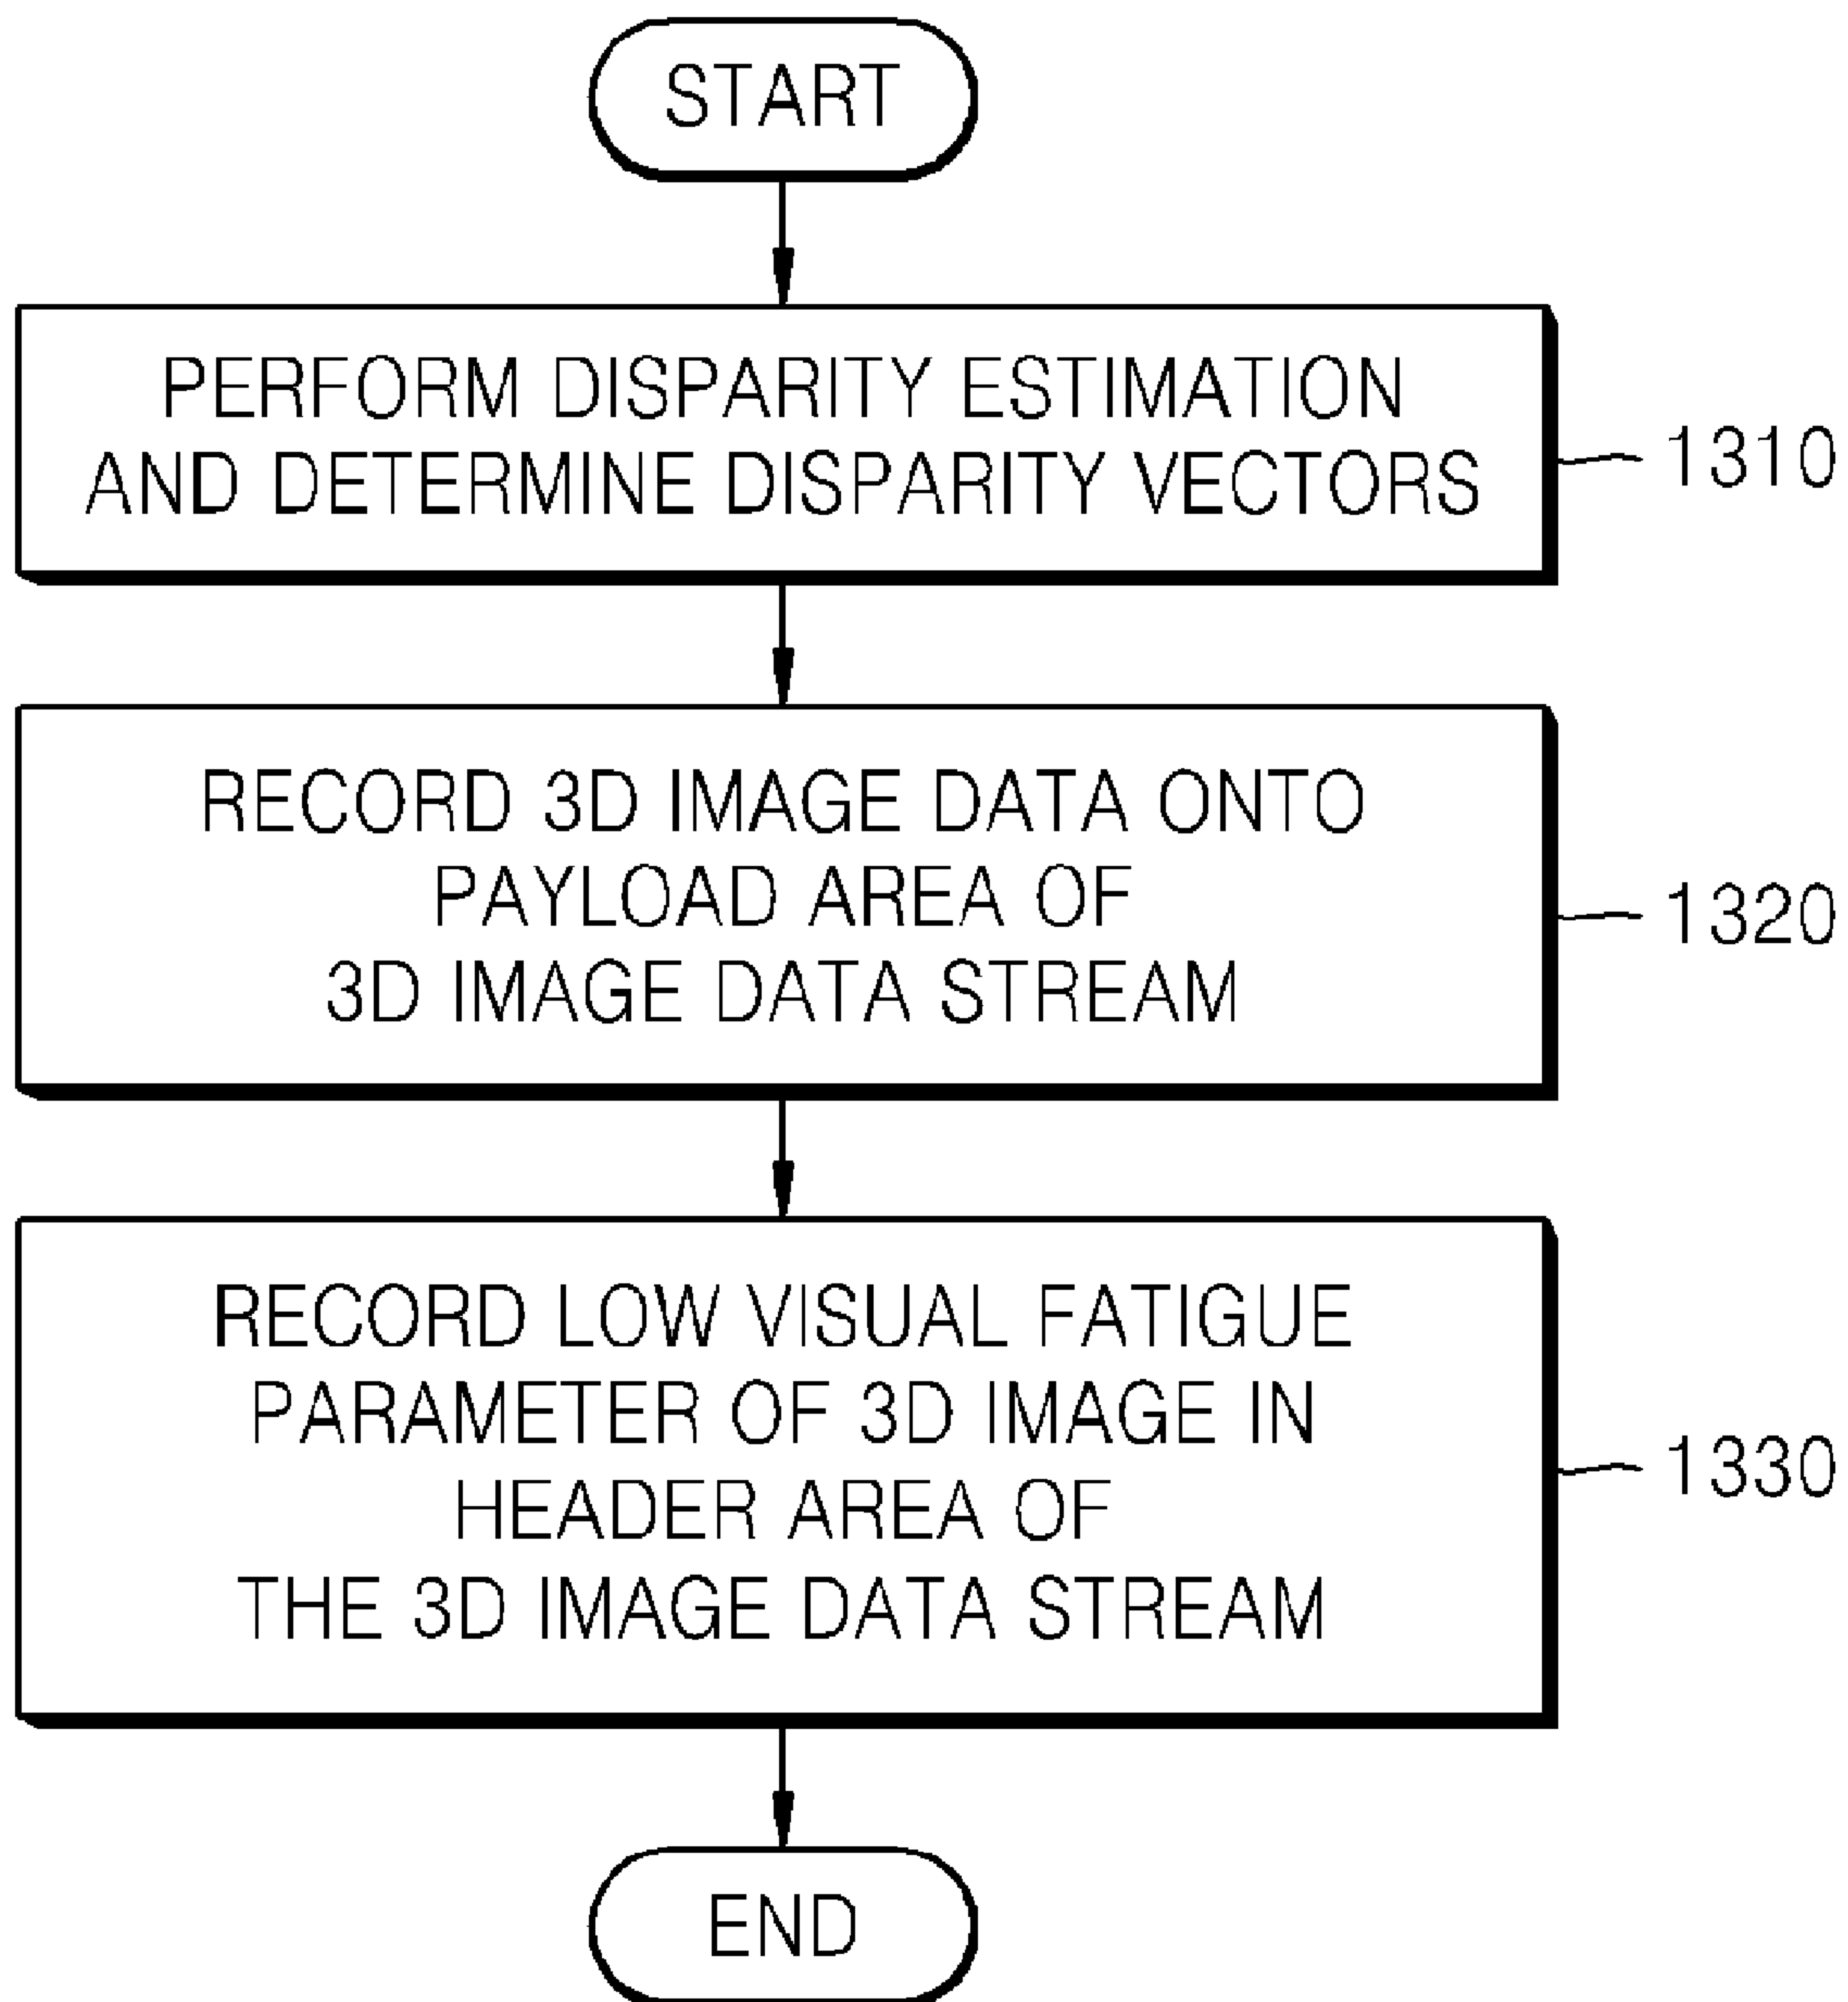 START
PERFORM DISPARITY ESTIMATION
AND DETERMINE DISPARITY VECTORS
1310
RECORD 3D IMAGE DATA ONTO
PAYLOAD AREA OF
3D IMAGE DATA STREAM
1320
RECORD LOW VISUAL FATIGUE
PARAMETER OF 3D IMAGE IN
HEADER AREA OF
THE 3D IMAGE DATA STREAM
1330
END